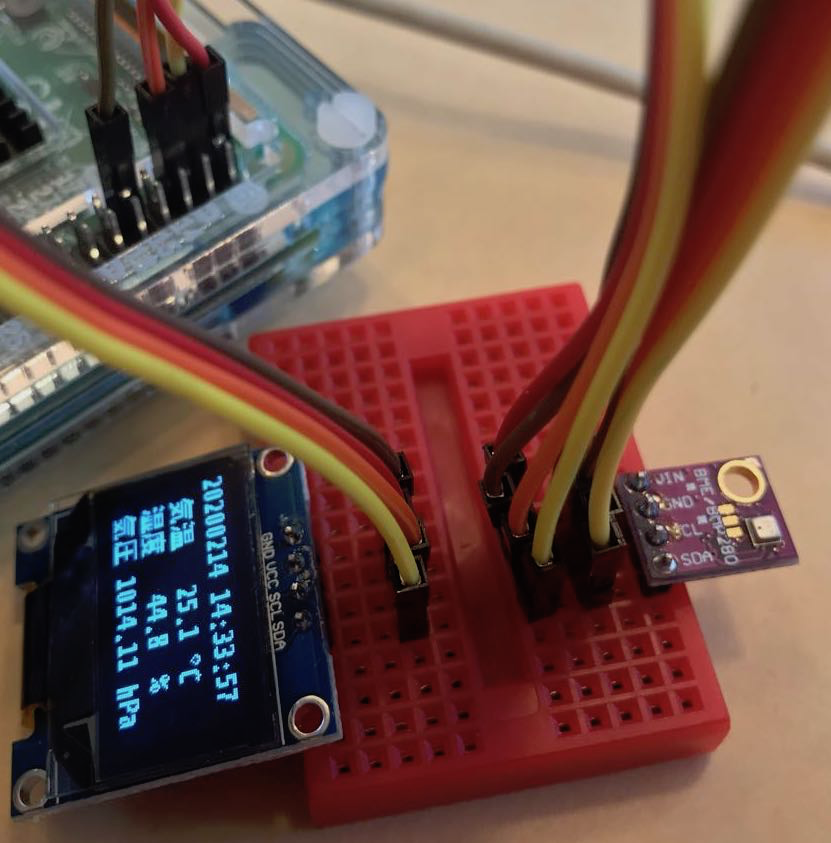 20200214 14:33:57
気温 25.1 ℃
湿度 44.8 %
気圧 1014.11 hPa
GND VCC SCL SDA
VIN
GND
SCL
SDA
BME/BMP280